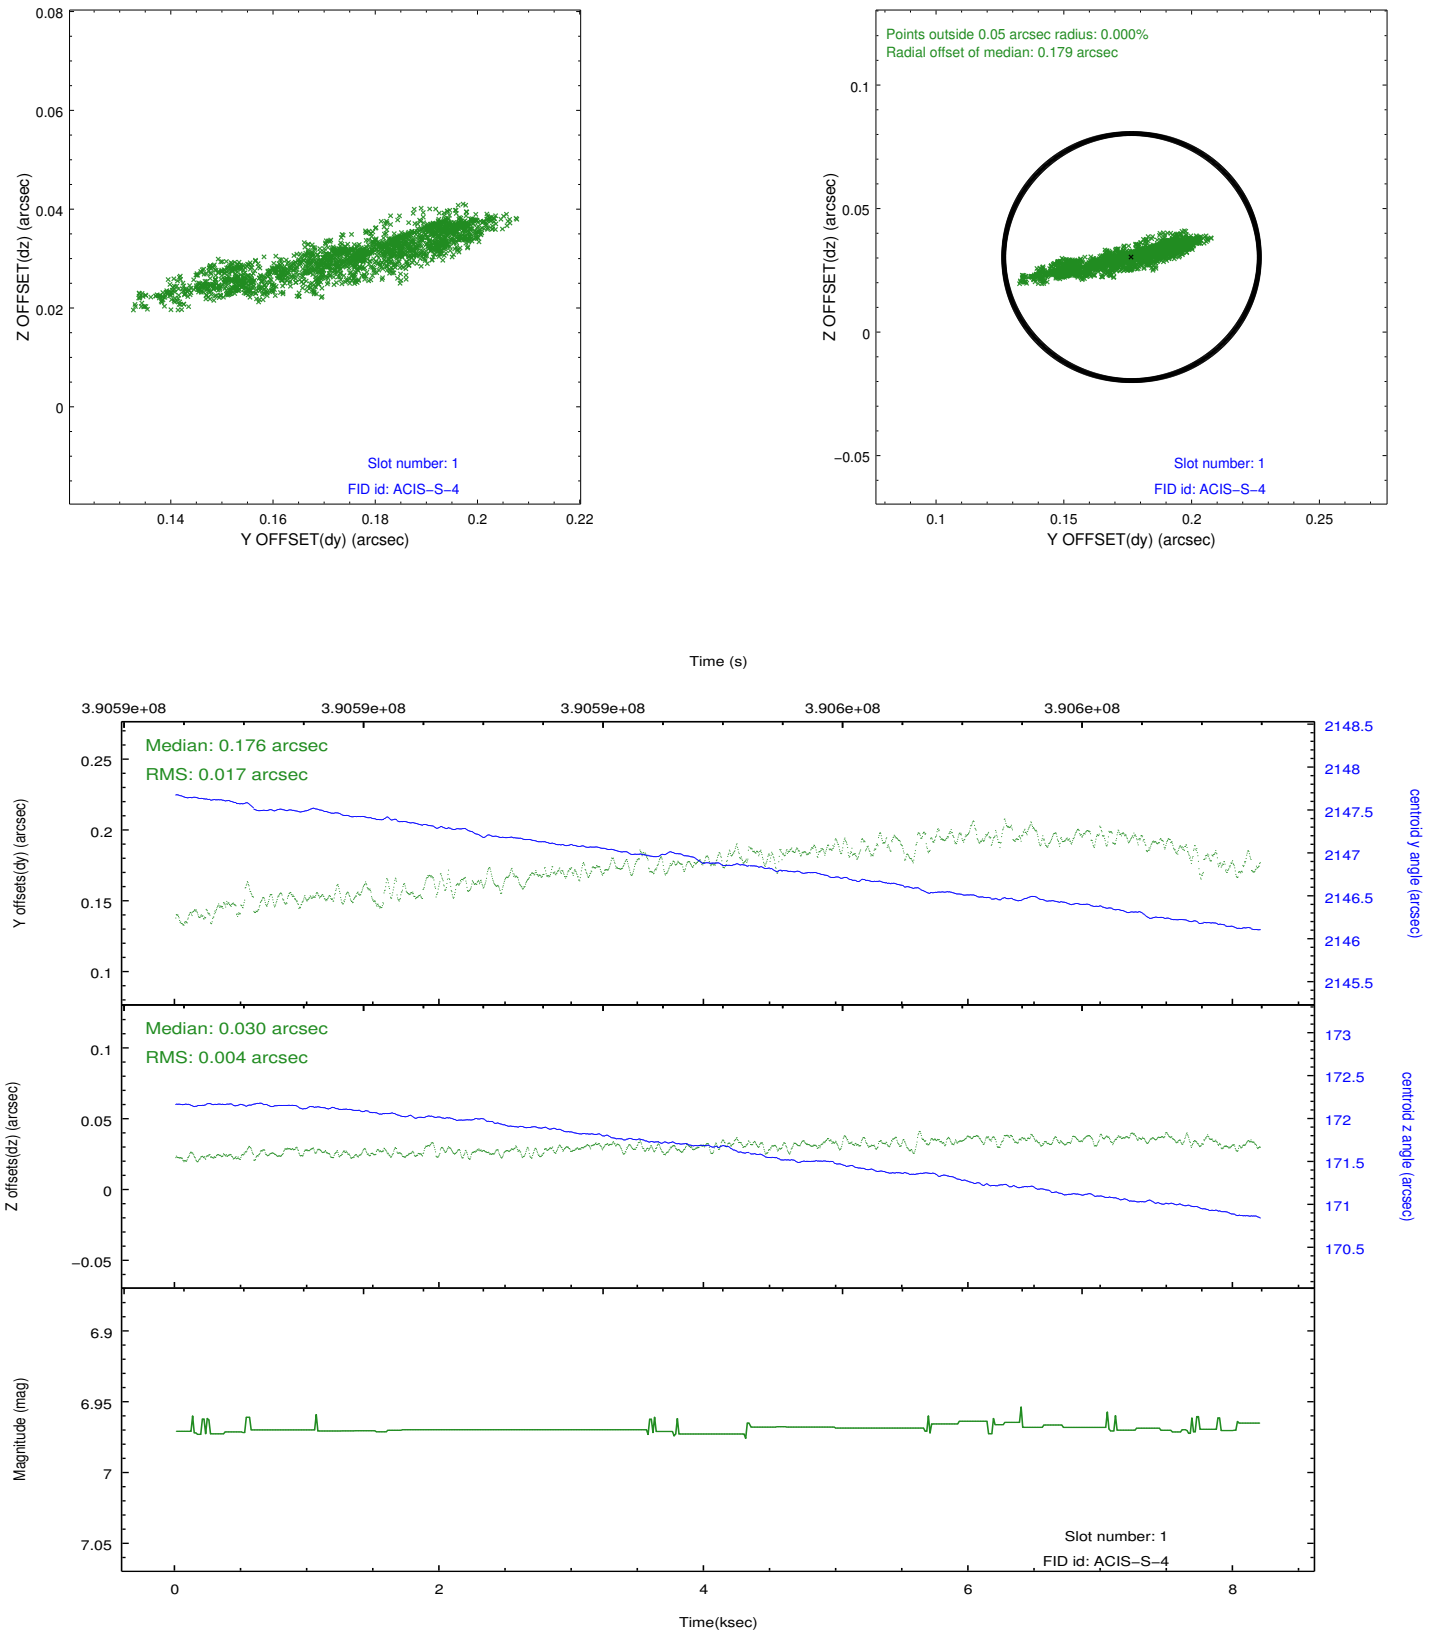 0.08
0.06
0.04
0.02
0
Z OFFSET(dz) (arcsec)
Slot number: 1
FID id: ACIS−S−4
0.14 0.16 0.18 0.2 0.22
Y OFFSET(dy) (arcsec)
Points outside 0.05 arcsec radius: 0.000%
Radial offset of median: 0.179 arcsec
0.1
0.05
0
−0.05
Z OFFSET(dz) (arcsec)
Slot number: 1
FID id: ACIS−S−4
0.1 0.15 0.2 0.25
Y OFFSET(dy) (arcsec)
Time (s)
3.9059e+08 3.9059e+08 3.9059e+08 3.906e+08 3.906e+08
Median: 0.176 arcsec
RMS: 0.017 arcsec
0.25
0.2
0.15
0.1
Y offsets(dy) (arcsec)
2148.5
2148
2147.5
2147
2146.5
2146
2145.5
centroid y angle (arcsec)
Median: 0.030 arcsec
RMS: 0.004 arcsec
0.1
0.05
0
−0.05
Z offsets(dz) (arcsec)
173
172.5
172
171.5
171
170.5
centroid z angle (arcsec)
6.9
6.95
7
7.05
Magnitude (mag)
Slot number: 1
FID id: ACIS−S−4
0 2 4 6 8
Time(ksec)